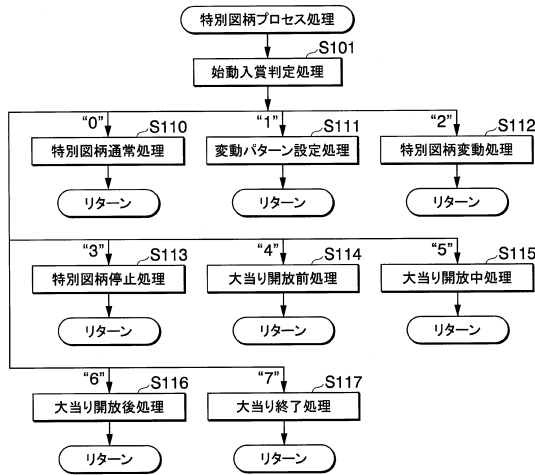 特別図柄プロセス処理
S101
始動入賞判定処理
“0”
S110
特別図柄通常処理
リターン
“1”
S111
変動パターン設定処理
リターン
“2”
S112
特別図柄変動処理
リターン
“3”
S113
特別図柄停止処理
リターン
“4”
S114
大当り開放前処理
リターン
“5”
S115
大当り開放中処理
リターン
“6”
S116
大当り開放後処理
リターン
“7”
S117
大当り終了処理
リターン